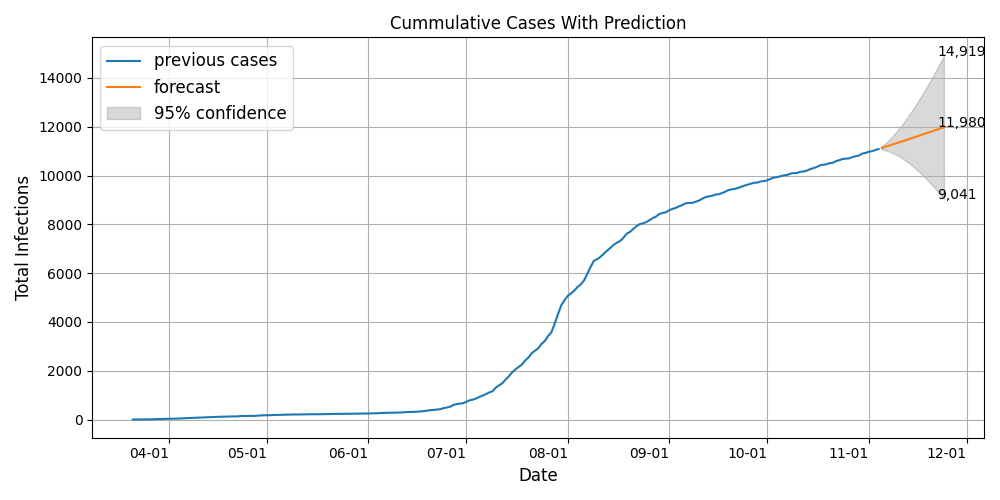 Cummulative Cases With Prediction
previous cases
forecast
95% confidence
14,919
11,980
9,041
14000
12000
10000
8000
6000
4000
2000
0
Total Infections
04-01 05-01 06-01 07-01 08-01 09-01 10-01 11-01 12-01
Date